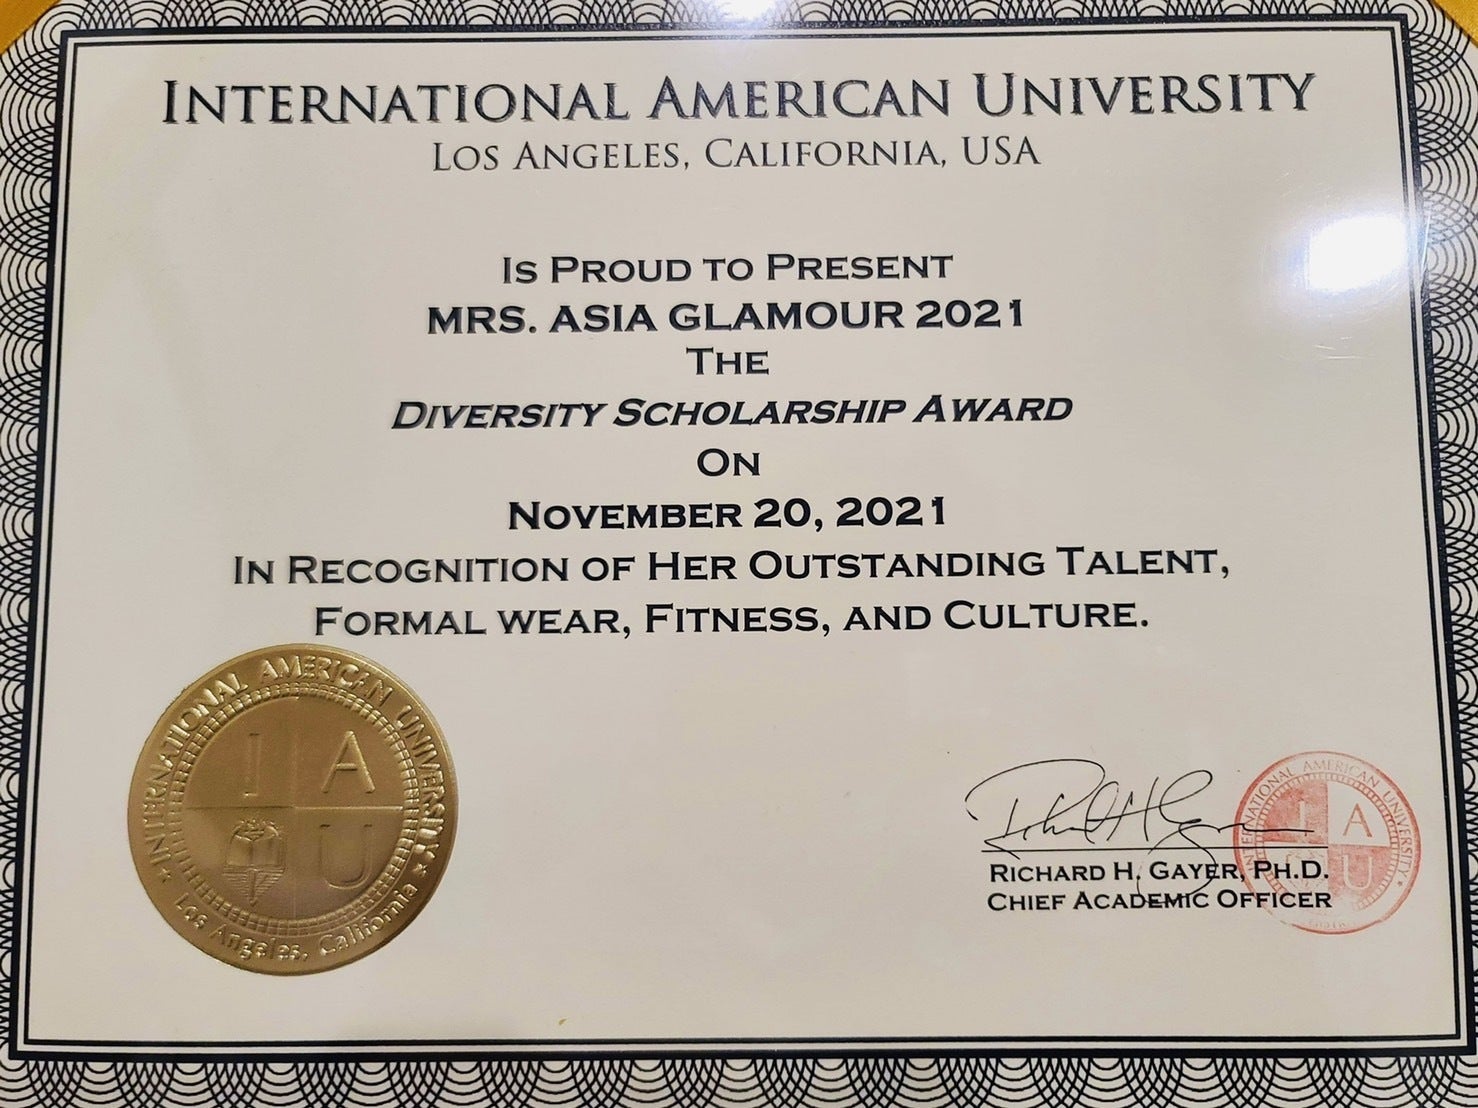 INTERNATIONAL AMERICAN UNIVERSITY
LOS ANGELES, CALIFORNIA, USA
IS PROUD TO PRESENT
MRS. ASIA GLAMOUR 2021
THE
DIVERSITY SCHOLARSHIP AWARD
ON
NOVEMBER 20, 2021
IN RECOGNITION OF HER OUTSTANDING TALENT,
FORMAL WEAR, FITNESS, AND CULTURE.
INTERNATIONAL AMERICAN UNIVERSITY
I A
U
Los Angeles, California
RICHARD H. GAYER, PH.D.
CHIEF ACADEMIC OFFICER
INTERNATIONAL AMERICAN UNIVERSITY
I A
U